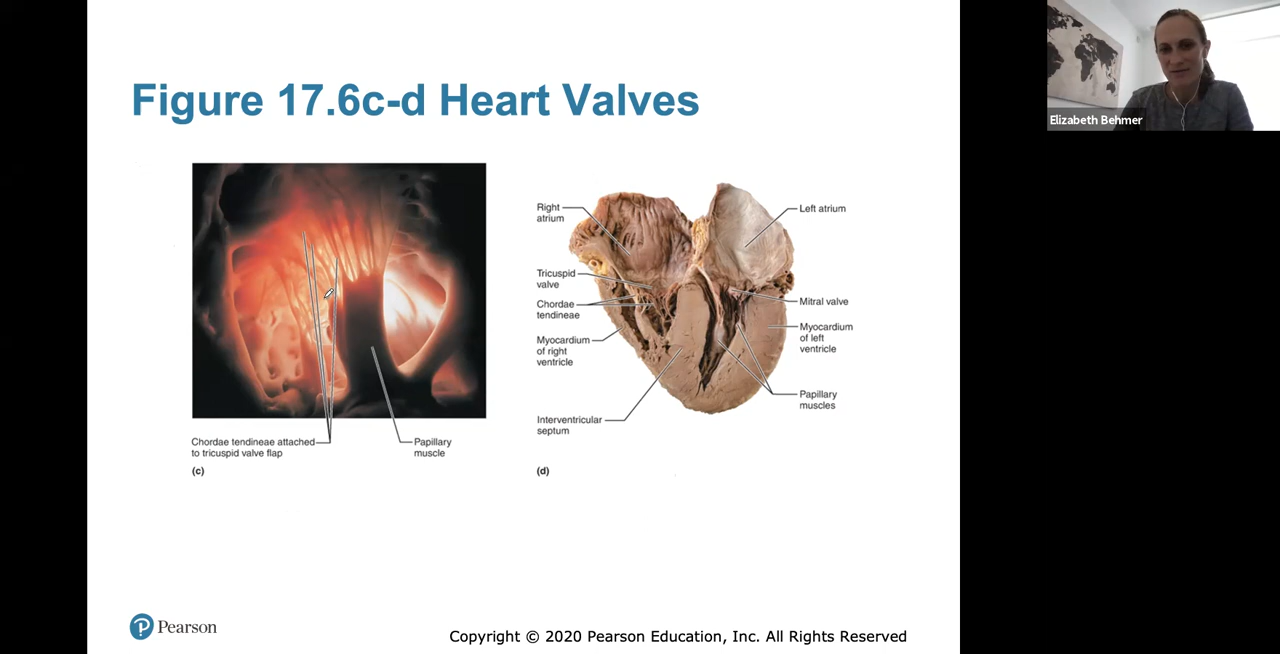 Figure 17.6c-d Heart Valves
Elizabeth Behmer
Chordae tendineae attached
to tricuspid valve flap
Papillary
muscle
(c)
Right
atrium
Tricuspid
valve
Chordae
tendineae
Myocardium
of right
ventricle
Interventricular
septum
Left atrium
Mitral valve
Myocardium
of left
ventricle
Papillary
muscles
(d)
P Pearson
Copyright © 2020 Pearson Education, Inc. All Rights Reserved